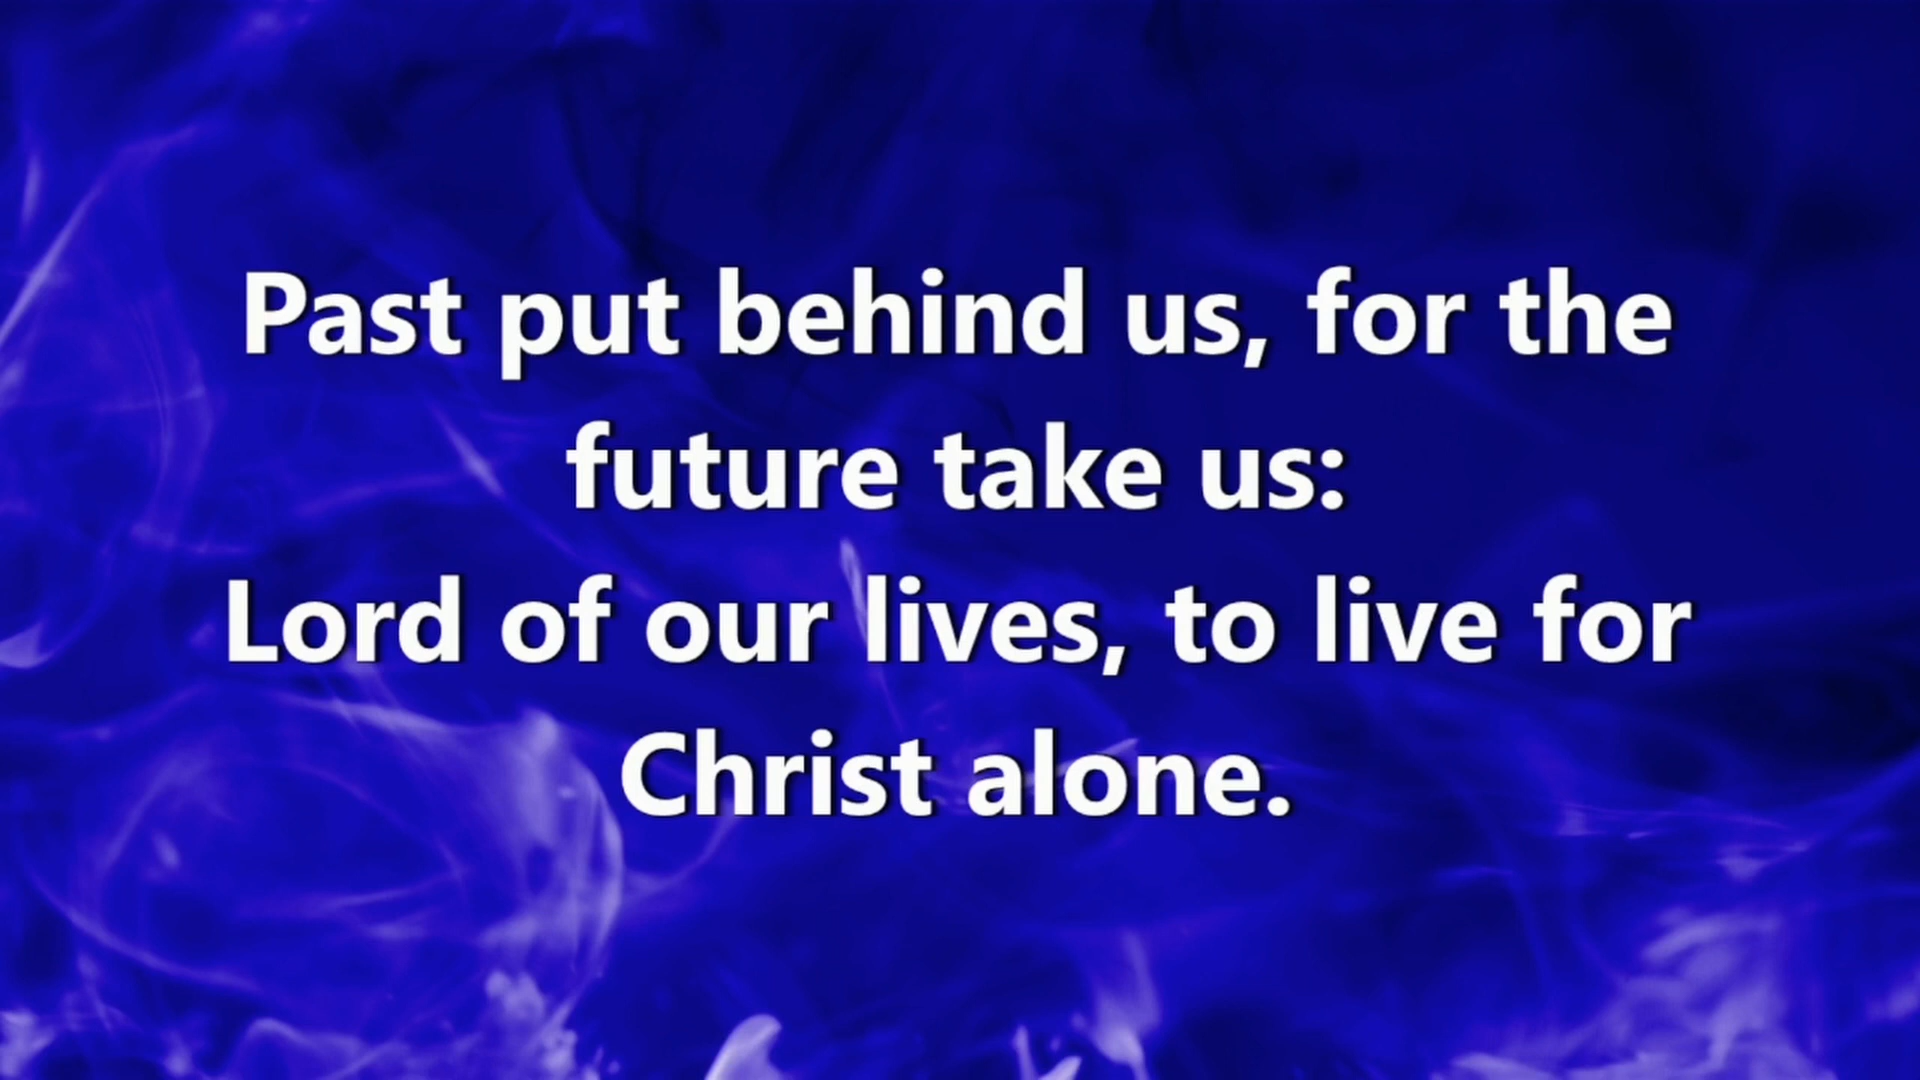 Past put behind us, for the
future take us:
Lord of our lives, to live for
Christ alone.